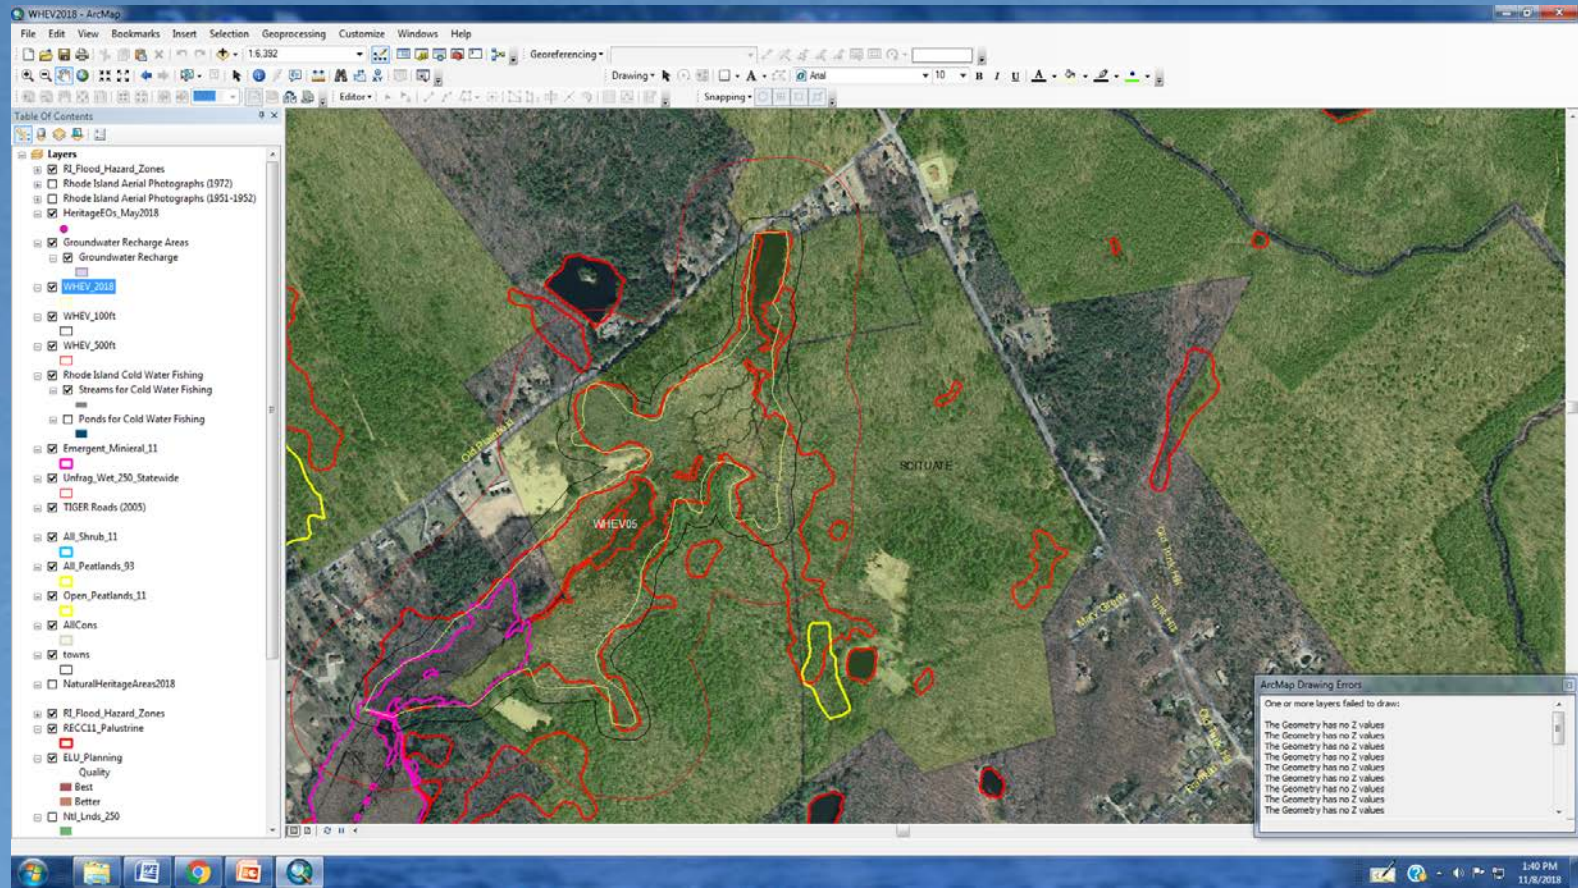 WHEV2018 - ArcMap
File Edit View Bookmarks Insert Selection Geoprocessing Customize Windows Help
1:6,392
Georeferencing
Drawing A Arial 10 B I U A
Editor Snapping
Table Of Contents
Layers
RI_Flood_Hazard_Zones
Rhode Island Aerial Photographs (1972)
Rhode Island Aerial Photographs (1951-1952)
HeritageEOs_May2018
Groundwater Recharge Areas
Groundwater Recharge
WHEV_2018
WHEV_100ft
WHEV_500ft
Rhode Island Cold Water Fishing
Streams for Cold Water Fishing
Ponds for Cold Water Fishing
Emergent_Minieral_11
Unfrag_Wet_250_Statewide
TIGER Roads (2005)
All_Shrub_11
All_Peatlands_93
Open_Peatlands_11
AllCons
towns
NaturalHeritageAreas2018
RI_Flood_Hazard_Zones
RECC11_Palustrine
ELU_Planning
Quality
Best
Better
Ntl_Lnds_250
SCITUATE
WHEV05
Tunk Hill
ArcMap Drawing Errors
One or more layers failed to draw:
The Geometry has no Z values
The Geometry has no Z values
The Geometry has no Z values
The Geometry has no Z values
The Geometry has no Z values
The Geometry has no Z values
The Geometry has no Z values
The Geometry has no Z values
The Geometry has no Z values
1:40 PM
11/8/2018